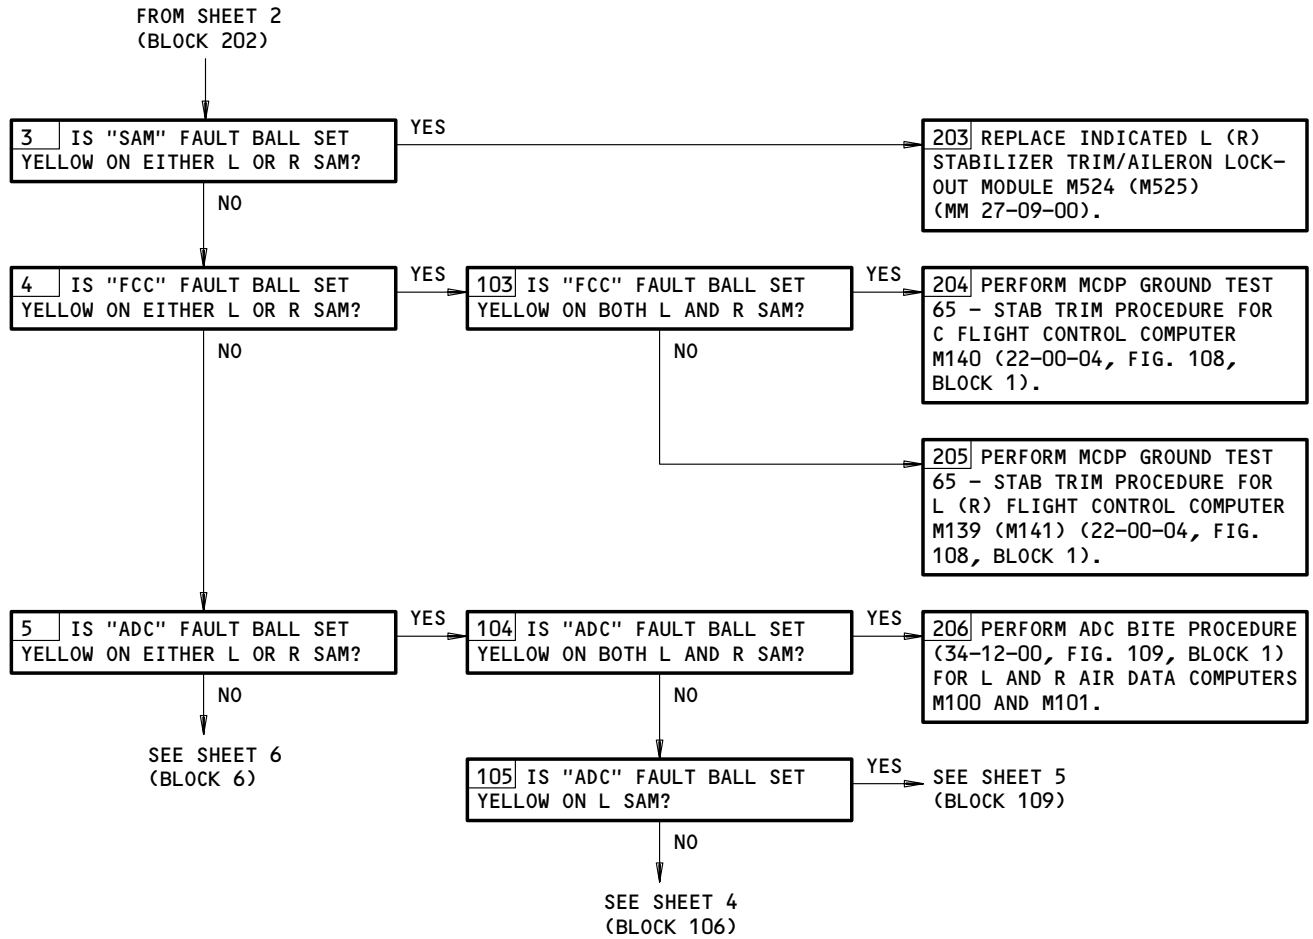 FROM SHEET 2
(BLOCK 202)
3 IS "SAM" FAULT BALL SET
YELLOW ON EITHER L OR R SAM?
YES
203 REPLACE INDICATED L (R)
STABILIZER TRIM/AILERON LOCK-
OUT MODULE M524 (M525)
(MM 27-09-00).
NO
4 IS "FCC" FAULT BALL SET
YELLOW ON EITHER L OR R SAM?
YES
103 IS "FCC" FAULT BALL SET
YELLOW ON BOTH L AND R SAM?
YES
204 PERFORM MCDP GROUND TEST
65 - STAB TRIM PROCEDURE FOR
C FLIGHT CONTROL COMPUTER
M140 (22-00-04, FIG. 108,
BLOCK 1).
NO
NO
205 PERFORM MCDP GROUND TEST
65 - STAB TRIM PROCEDURE FOR
L (R) FLIGHT CONTROL COMPUTER
M139 (M141) (22-00-04, FIG.
108, BLOCK 1).
5 IS "ADC" FAULT BALL SET
YELLOW ON EITHER L OR R SAM?
YES
104 IS "ADC" FAULT BALL SET
YELLOW ON BOTH L AND R SAM?
YES
206 PERFORM ADC BITE PROCEDURE
(34-12-00, FIG. 109, BLOCK 1)
FOR L AND R AIR DATA COMPUTERS
M100 AND M101.
NO
NO
SEE SHEET 6
(BLOCK 6)
105 IS "ADC" FAULT BALL SET
YELLOW ON L SAM?
YES
SEE SHEET 5
(BLOCK 109)
NO
SEE SHEET 4
(BLOCK 106)